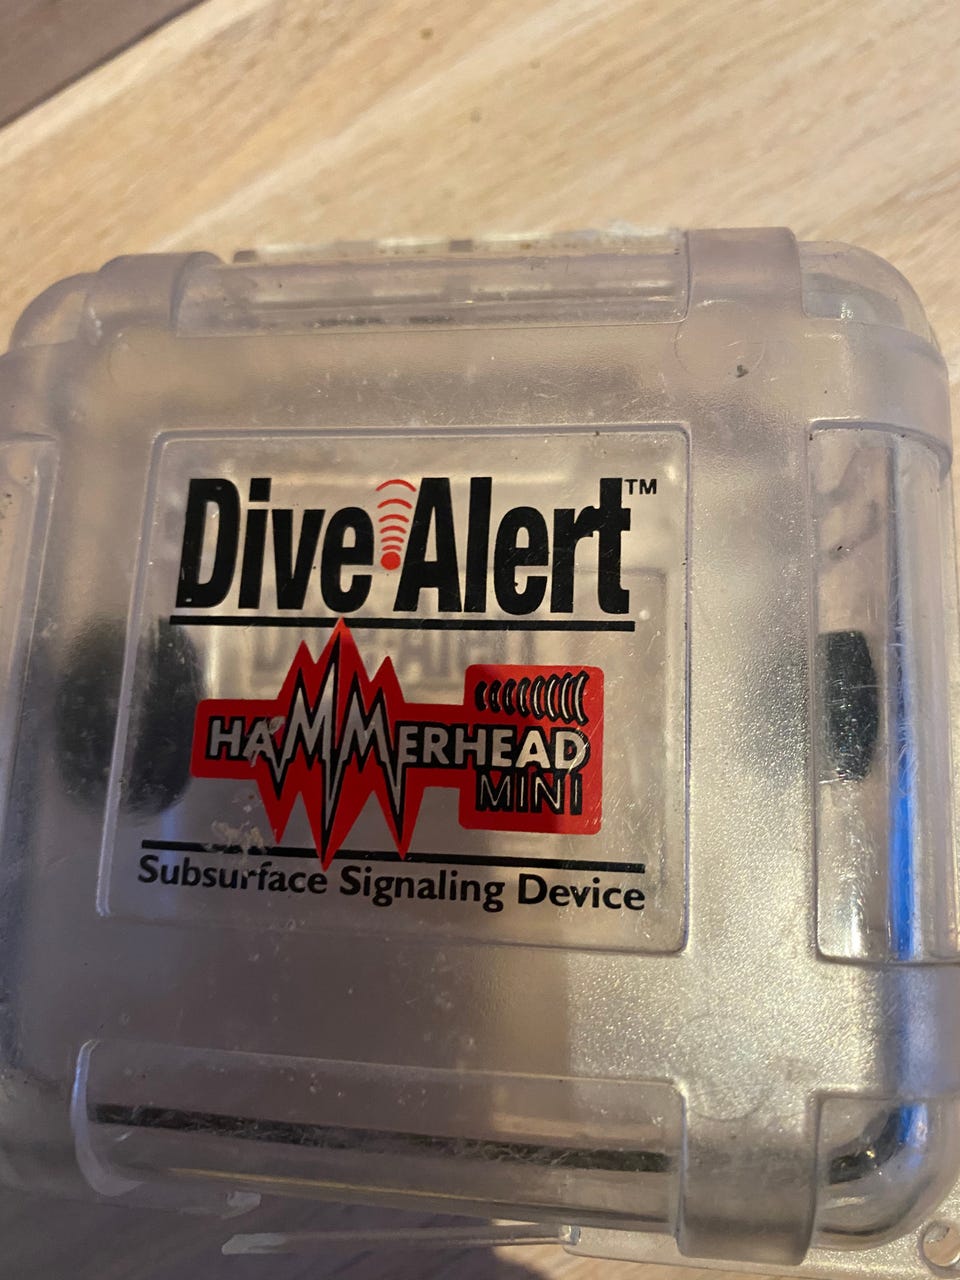 Dive Alert™
HAMMERHEAD
MINI
Subsurface Signaling Device